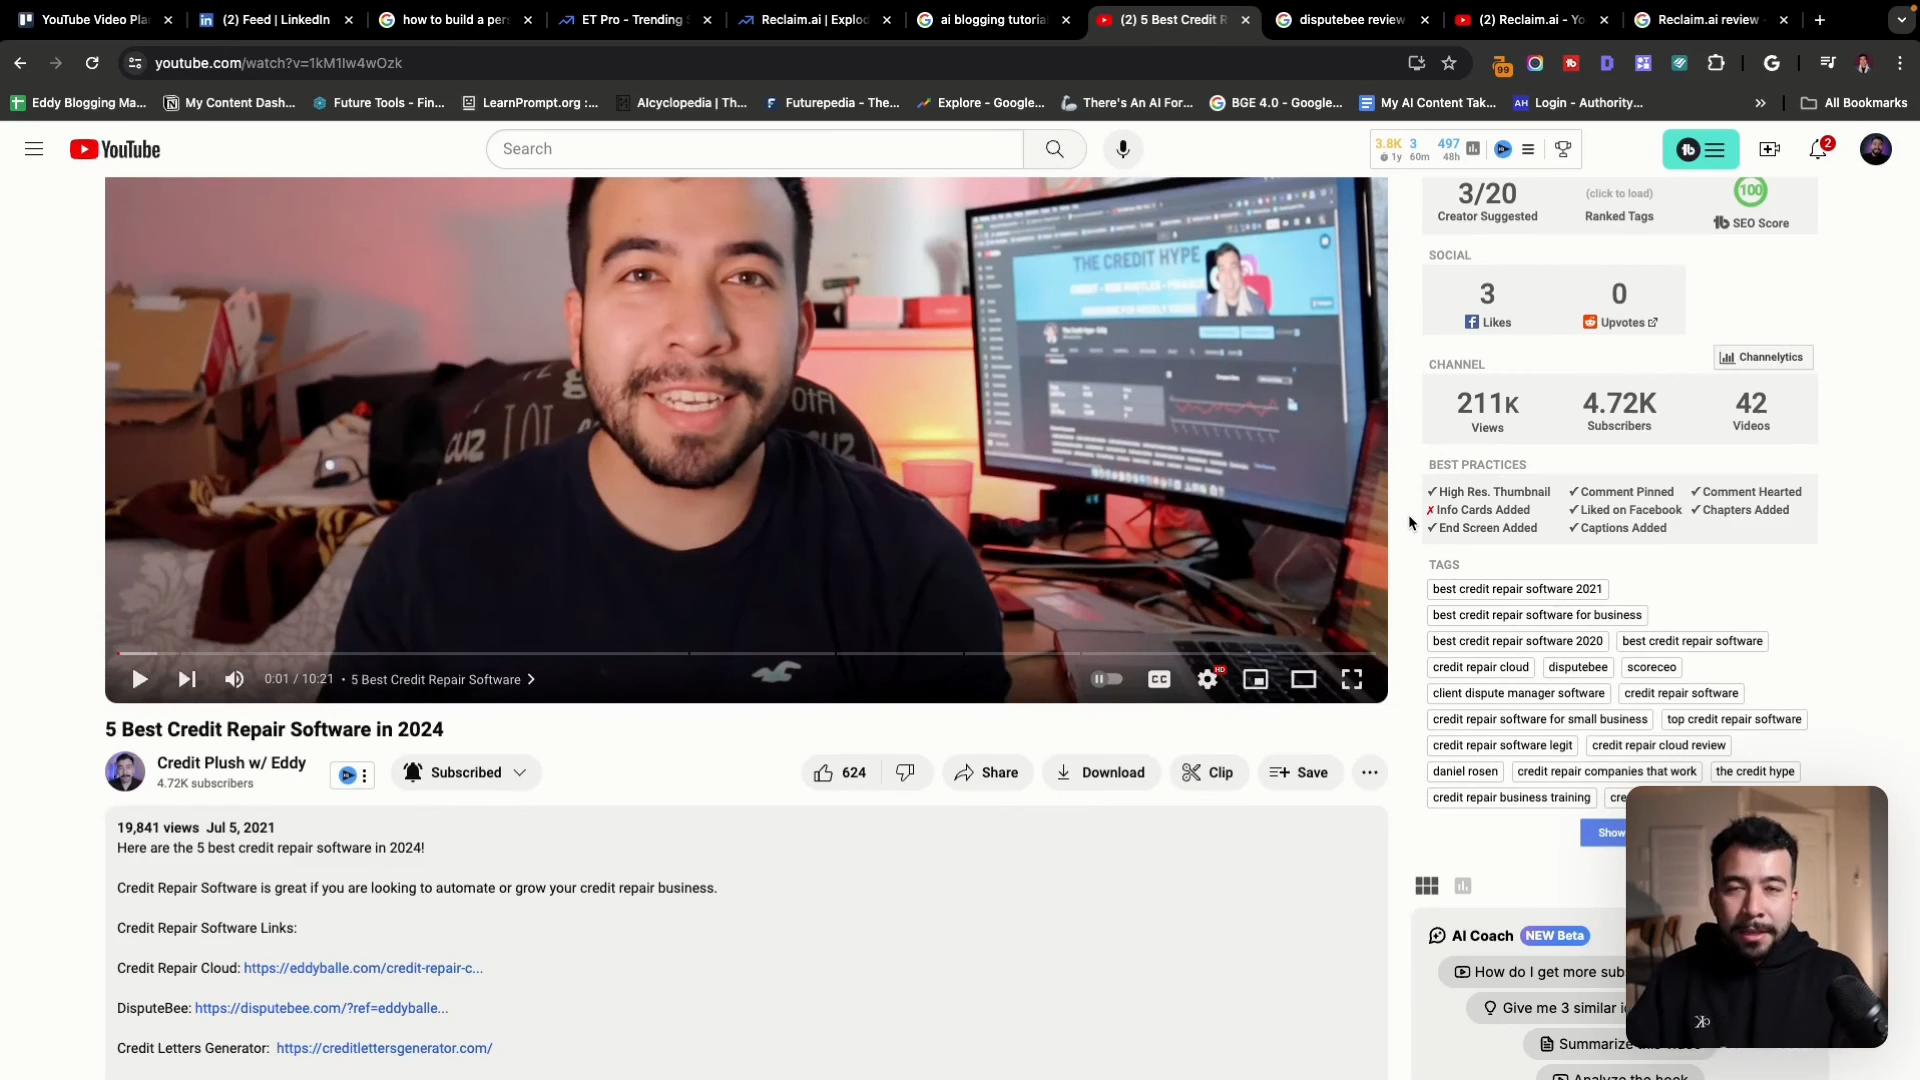 YouTube Video Pla
(2) Feed | LinkedIn
how to build a pers
ET Pro - Trending S
Reclaim.ai | Explod
ai blogging tutorial
(2) 5 Best Credit R
disputebee review
(2) Reclaim.ai - Yo
Reclaim.ai review -
youtube.com/watch?v=1kM1lw4wOzk
99
Eddy Blogging Ma...
My Content Dash...
Future Tools - Fin...
LearnPrompt.org :...
AIcyclopedia | Th...
Futurepedia - The...
Explore - Google...
There's An AI For...
BGE 4.0 - Google...
My AI Content Tak...
AH Login - Authority...
All Bookmarks
YouTube
Search
3.8K 3 497
1y 60m 48h
2
3/20
Creator Suggested
(click to load)
Ranked Tags
100
SEO Score
SOCIAL
3
Likes
0
Upvotes
CHANNEL
Channelytics
211K
Views
4.72K
Subscribers
42
Videos
BEST PRACTICES
✓High Res. Thumbnail ✓Comment Pinned ✓Comment Hearted
✗Info Cards Added ✓Liked on Facebook ✓Chapters Added
✓End Screen Added ✓Captions Added
TAGS
best credit repair software 2021
best credit repair software for business
best credit repair software 2020 best credit repair software
credit repair cloud disputebee scoreceo
client dispute manager software credit repair software
credit repair software for small business top credit repair software
credit repair software legit credit repair cloud review
daniel rosen credit repair companies that work the credit hype
credit repair business training cre
Show
THE CREDIT HYPE
0:01 / 10:21 • 5 Best Credit Repair Software
CC
HD
5 Best Credit Repair Software in 2024
Credit Plush w/ Eddy
4.72K subscribers
Subscribed
624
Share
Download
Clip
Save
19,841 views Jul 5, 2021
Here are the 5 best credit repair software in 2024!
Credit Repair Software is great if you are looking to automate or grow your credit repair business.
Credit Repair Software Links:
Credit Repair Cloud: https://eddyballe.com/credit-repair-c...
DisputeBee: https://disputebee.com/?ref=eddyballe...
Credit Letters Generator: https://creditlettersgenerator.com/
AI Coach NEW Beta
How do I get more sub
Give me 3 similar i
Summarize
Analyze the hook